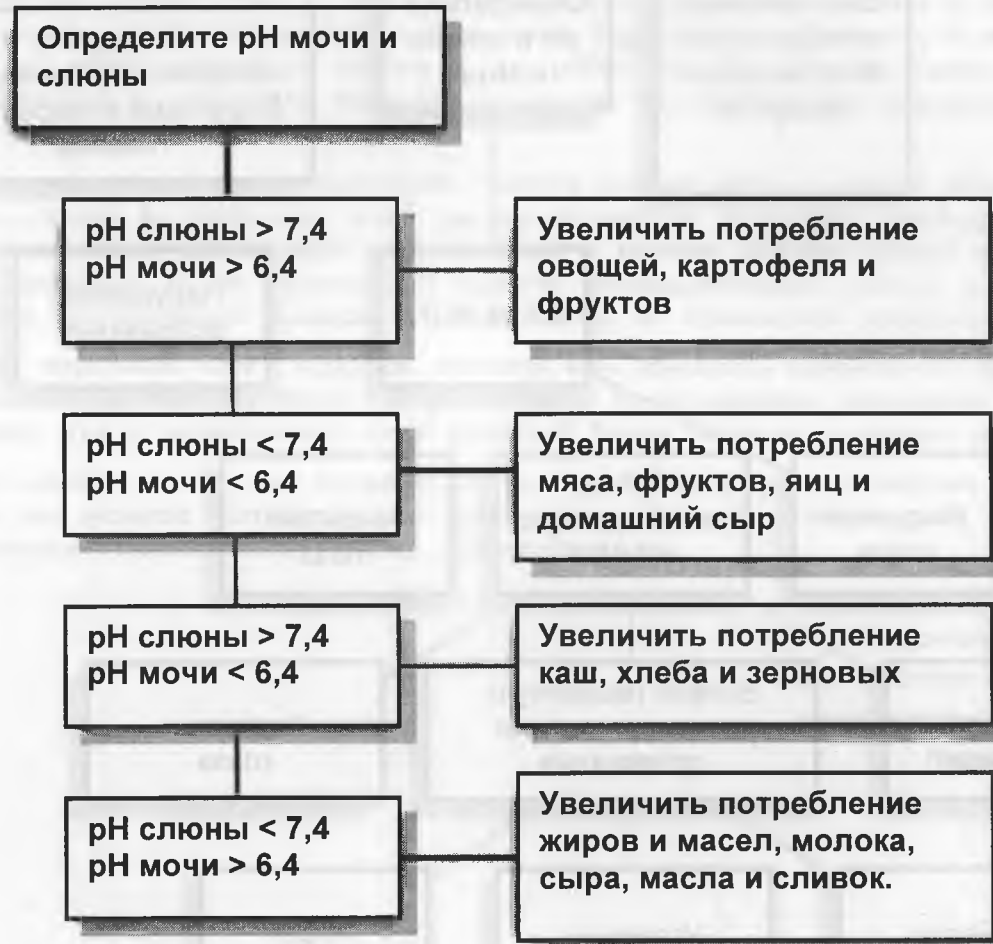 Определите pH мочи и
слюны
pH слюны > 7,4
pH мочи > 6,4
Увеличить потребление
овощей, картофеля и
фруктов
pH слюны < 7,4
pH мочи < 6,4
Увеличить потребление
мяса, фруктов, яиц и
домашний сыр
pH слюны > 7,4
pH мочи < 6,4
Увеличить потребление
каш, хлеба и зерновых
pH слюны < 7,4
pH мочи > 6,4
Увеличить потребление
жиров и масел, молока,
сыра, масла и сливок.